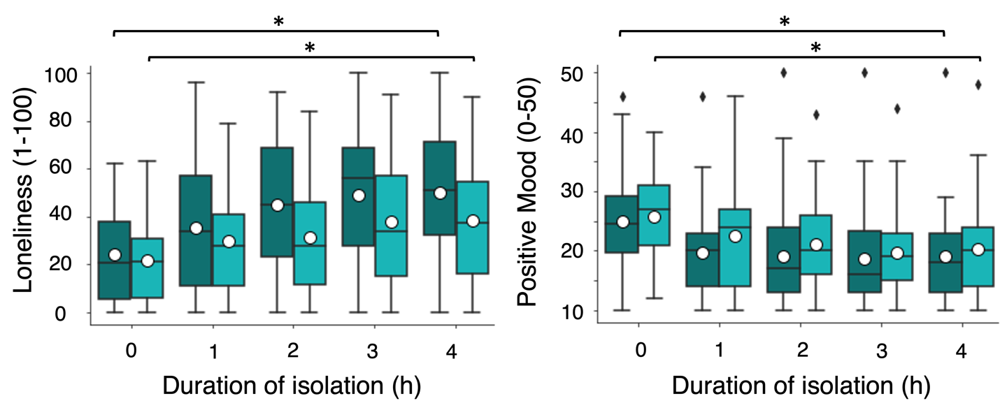 *
*
Loneliness (1-100)
100
80
60
40
20
0
0 1 2 3 4
Duration of isolation (h)
*
*
Positive Mood (0-50)
50
40
30
20
10
0 1 2 3 4
Duration of isolation (h)